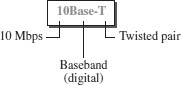 10Base-T
10 Mbps
Twisted pair
Baseband
(digital)